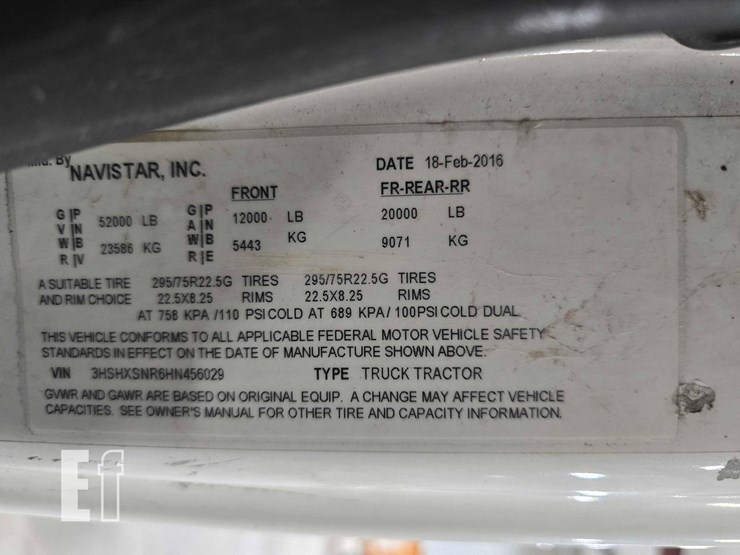 Mfd. By NAVISTAR, INC. DATE 18-Feb-2016
FRONT FR-REAR-RR
G|P 52000 LB G|P 12000 LB 20000 LB
V|N A|N
W|B 23586 KG W|B 5443 KG 9071 KG
R|V R|E
A SUITABLE TIRE 295/75R22.5G TIRES 295/75R22.5G TIRES
AND RIM CHOICE 22.5X8.25 RIMS 22.5X8.25 RIMS
AT 758 KPA /110 PSI COLD AT 689 KPA / 100PSI COLD DUAL
THIS VEHICLE CONFORMS TO ALL APPLICABLE FEDERAL MOTOR VEHICLE SAFETY
STANDARDS IN EFFECT ON THE DATE OF MANUFACTURE SHOWN ABOVE.
VIN 3HSHXSNR6HN456029 TYPE TRUCK TRACTOR
GVWR AND GAWR ARE BASED ON ORIGINAL EQUIP. A CHANGE MAY AFFECT VEHICLE
CAPACITIES. SEE OWNER'S MANUAL FOR OTHER TIRE AND CAPACITY INFORMATION.
Ef